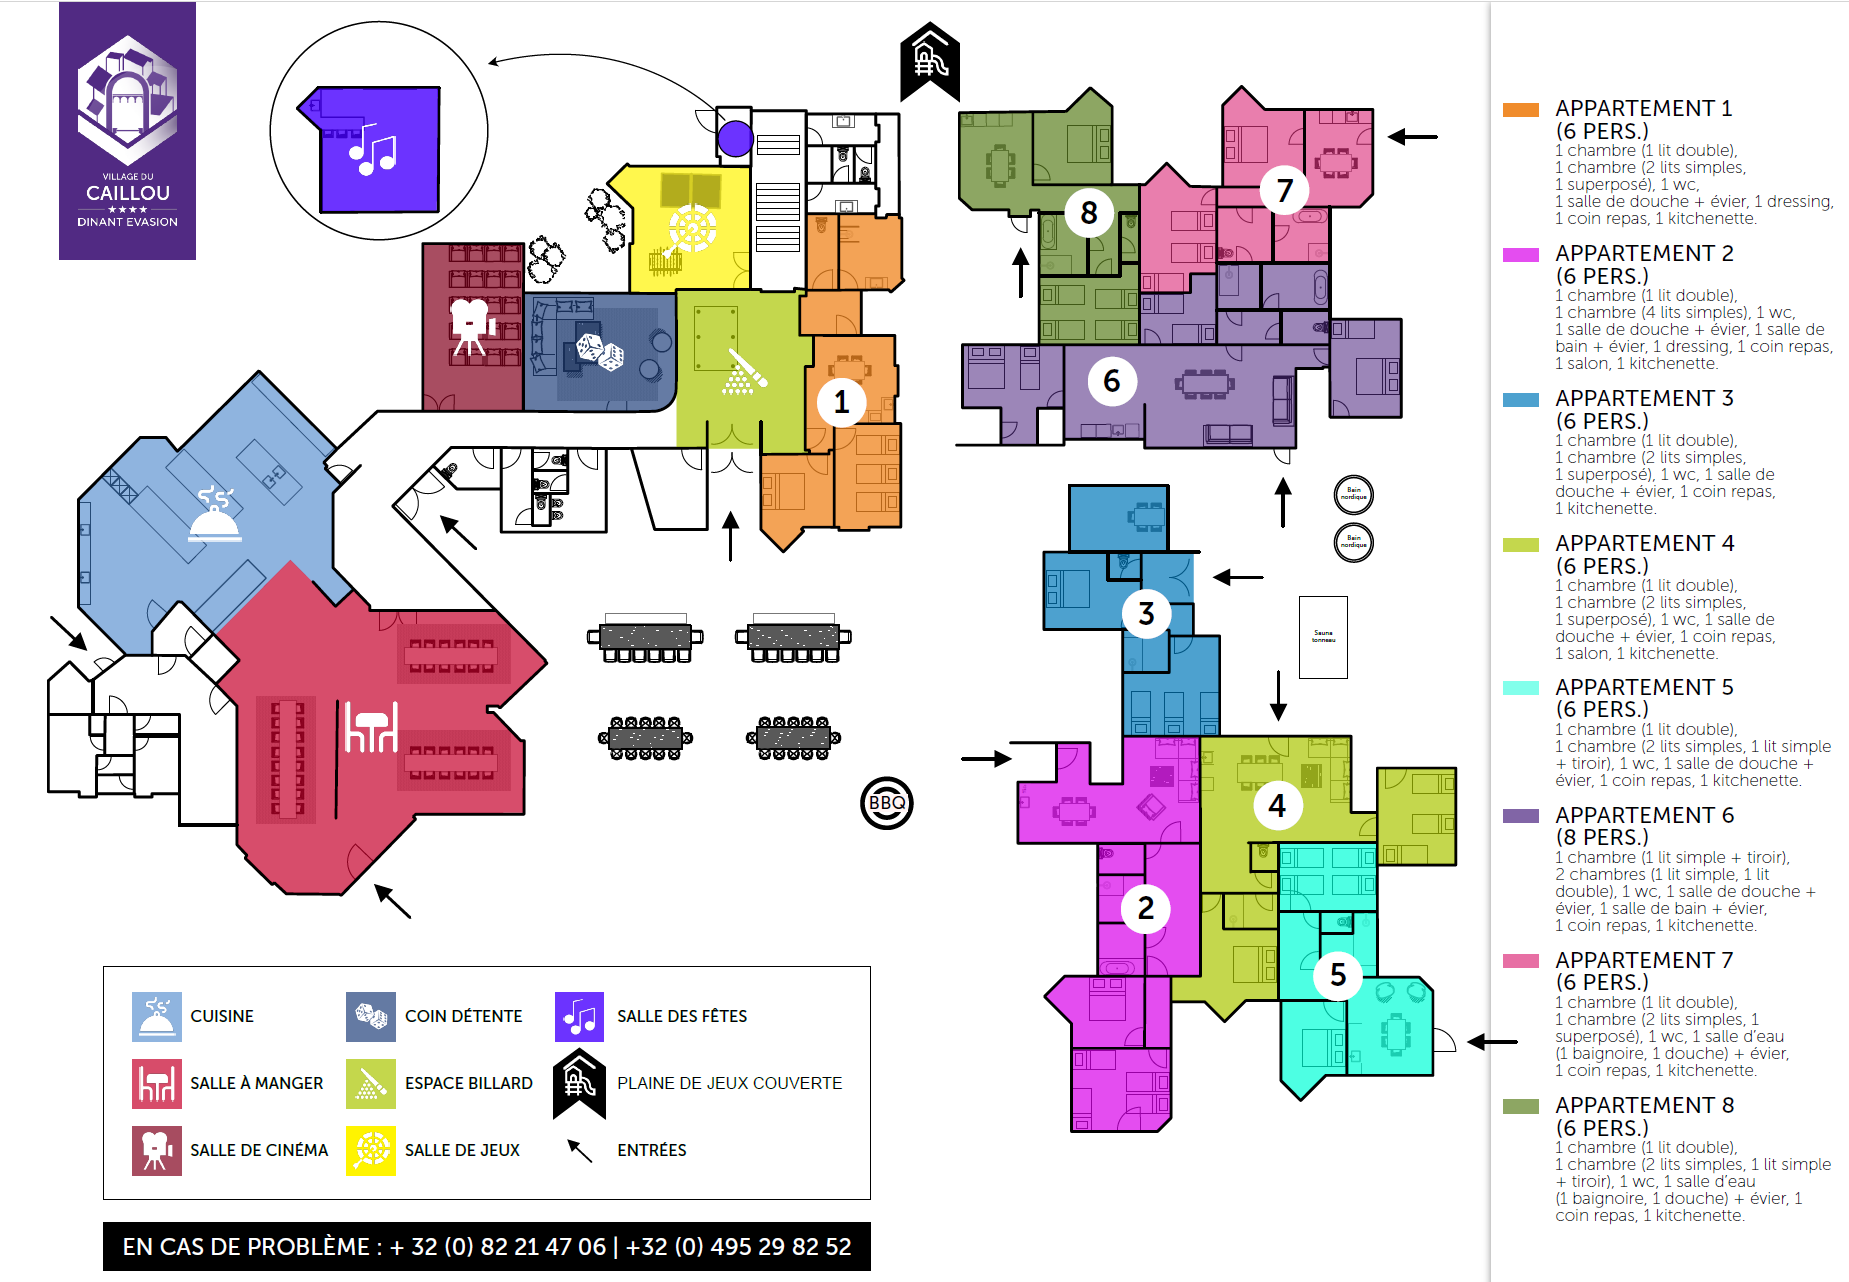 VILLAGE DU
CAILLOU
★★★★
DINANT EVASION
1
8
7
6
3
4
2
5
Bain
nordique
Bain
nordique
Sauna
tonneau
BBQ
CUISINE
COIN DÉTENTE
SALLE DES FÊTES
SALLE À MANGER
ESPACE BILLARD
PLAINE DE JEUX COUVERTE
SALLE DE CINÉMA
SALLE DE JEUX
ENTRÉES
EN CAS DE PROBLÈME : + 32 (0) 82 21 47 06 | +32 (0) 495 29 82 52
APPARTEMENT 1
(6 PERS.)
1 chambre (1 lit double),
1 chambre (2 lits simples,
1 superposé), 1 wc,
1 salle de douche + évier, 1 dressing,
1 coin repas, 1 kitchenette.
APPARTEMENT 2
(6 PERS.)
1 chambre (1 lit double),
1 chambre (4 lits simples), 1 wc,
1 salle de douche + évier, 1 salle de
bain + évier, 1 dressing, 1 coin repas,
1 salon, 1 kitchenette.
APPARTEMENT 3
(6 PERS.)
1 chambre (1 lit double),
1 chambre (2 lits simples,
1 superposé), 1 wc, 1 salle de
douche + évier, 1 coin repas,
1 kitchenette.
APPARTEMENT 4
(6 PERS.)
1 chambre (1 lit double),
1 chambre (2 lits simples,
1 superposé), 1 wc, 1 salle de
douche + évier, 1 coin repas,
1 salon, 1 kitchenette.
APPARTEMENT 5
(6 PERS.)
1 chambre (1 lit double),
1 chambre (2 lits simples, 1 lit simple
+ tiroir), 1 wc, 1 salle de douche +
évier, 1 coin repas, 1 kitchenette.
APPARTEMENT 6
(8 PERS.)
1 chambre (1 lit simple + tiroir),
2 chambres (1 lit simple, 1 lit
double), 1 wc, 1 salle de douche +
évier, 1 salle de bain + évier,
1 coin repas, 1 kitchenette.
APPARTEMENT 7
(6 PERS.)
1 chambre (1 lit double),
1 chambre (2 lits simples, 1
superposé), 1 wc, 1 salle d'eau
(1 baignoire, 1 douche) + évier,
1 coin repas, 1 kitchenette.
APPARTEMENT 8
(6 PERS.)
1 chambre (1 lit double),
1 chambre (2 lits simples, 1 lit simple
+ tiroir), 1 wc, 1 salle d'eau
(1 baignoire, 1 douche) + évier, 1
coin repas, 1 kitchenette.